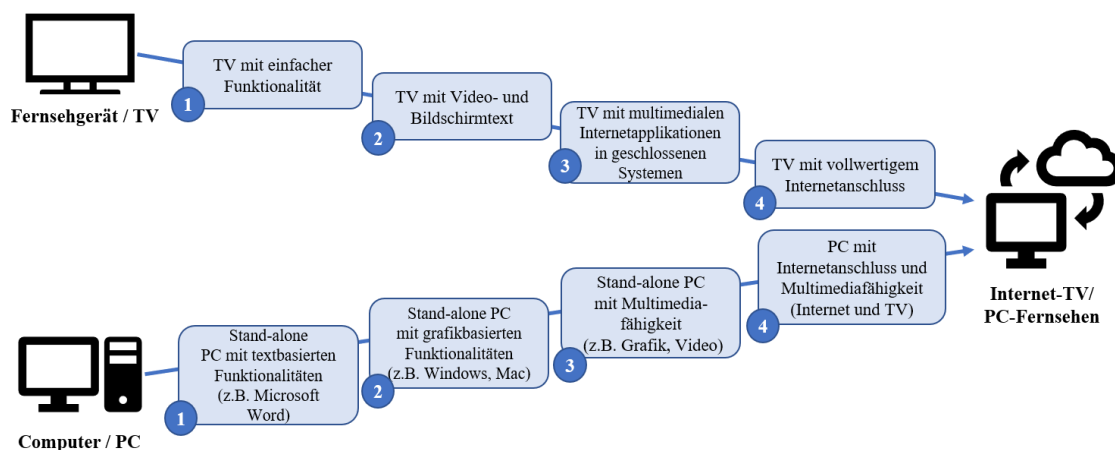 Fernsehgerät / TV
1
TV mit einfacher
Funktionalität
2
TV mit Video- und
Bildschirmtext
3
TV mit multimedialen
Internetapplikationen
in geschlossenen
Systemen
4
TV mit vollwertigem
Internetanschluss
Computer / PC
1
Stand-alone
PC mit textbasierten
Funktionalitäten
(z.B. Microsoft
Word)
2
Stand-alone PC
mit grafikbasierten
Funktionalitäten
(z.B. Windows, Mac)
3
Stand-alone PC
mit Multimedia-
fähigkeit
(z.B. Grafik, Video)
4
PC mit
Internetanschluss und
Multimediafähigkeit
(Internet und TV)
Internet-TV/
PC-Fernsehen